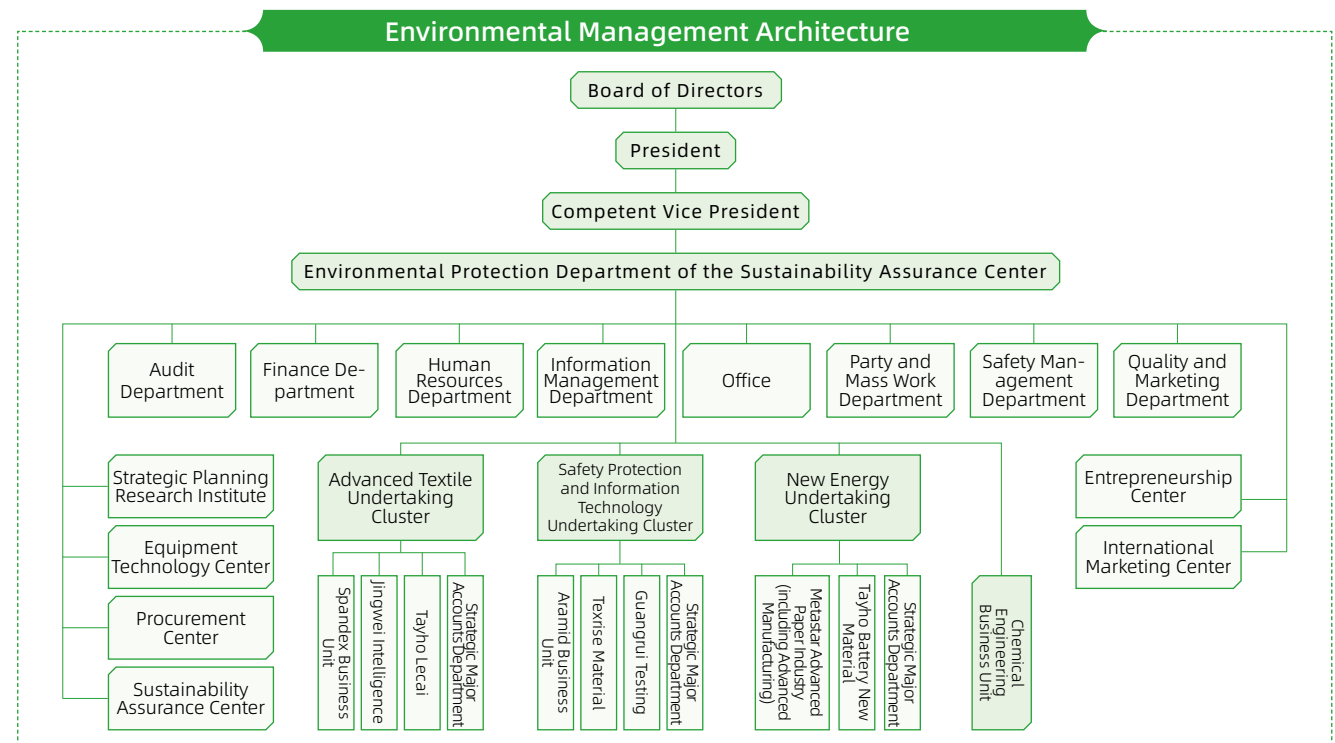 Environmental Management Architecture
Board of Directors
President
Competent Vice President
Environmental Protection Department of the Sustainability Assurance Center
Audit
Department
Finance De-
partment
Human
Resources
Department
Information
Management
Department
Office
Party and
Mass Work
Department
Safety Man-
agement
Department
Quality and
Marketing
Department
Strategic Planning
Research Institute
Equipment
Technology Center
Procurement
Center
Sustainability
Assurance Center
Advanced Textile
Undertaking
Cluster
Spandex Business
Unit
Jingwei Intelligence
Tayho Lecai
Strategic Major
Accounts Department
Safety Protection
and Information
Technology
Undertaking Cluster
Aramid Business
Unit
Texrise Material
Guangrui Testing
Strategic Major
Accounts Department
New Energy
Undertaking
Cluster
Metastar Advanced
Paper Industry
(including Advanced
Manufacturing)
Tayho Battery New
Material
Strategic Major
Accounts Department
Chemical
Engineering
Business Unit
Entrepreneurship
Center
International
Marketing Center